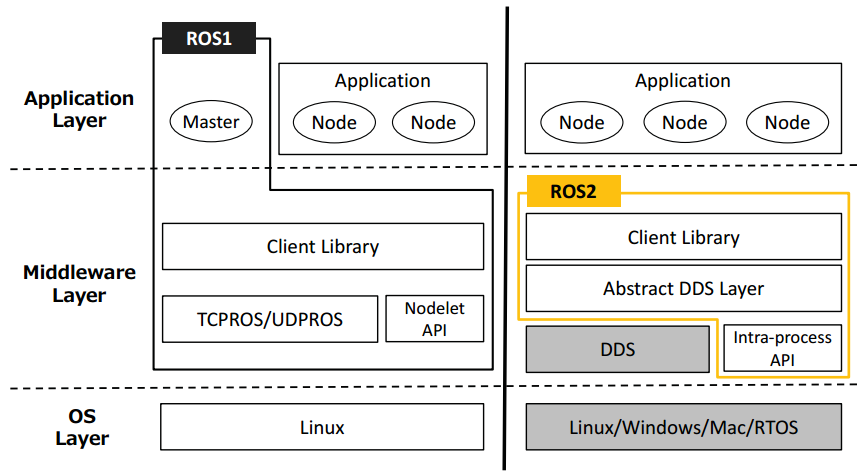 ROS1
Application
Layer
Master
Application
Node
Node
Application
Node
Node
Node
Middleware
Layer
Client Library
TCPROS/UDPROS
Nodelet
API
ROS2
Client Library
Abstract DDS Layer
DDS
Intra-process
API
OS
Layer
Linux
Linux/Windows/Mac/RTOS